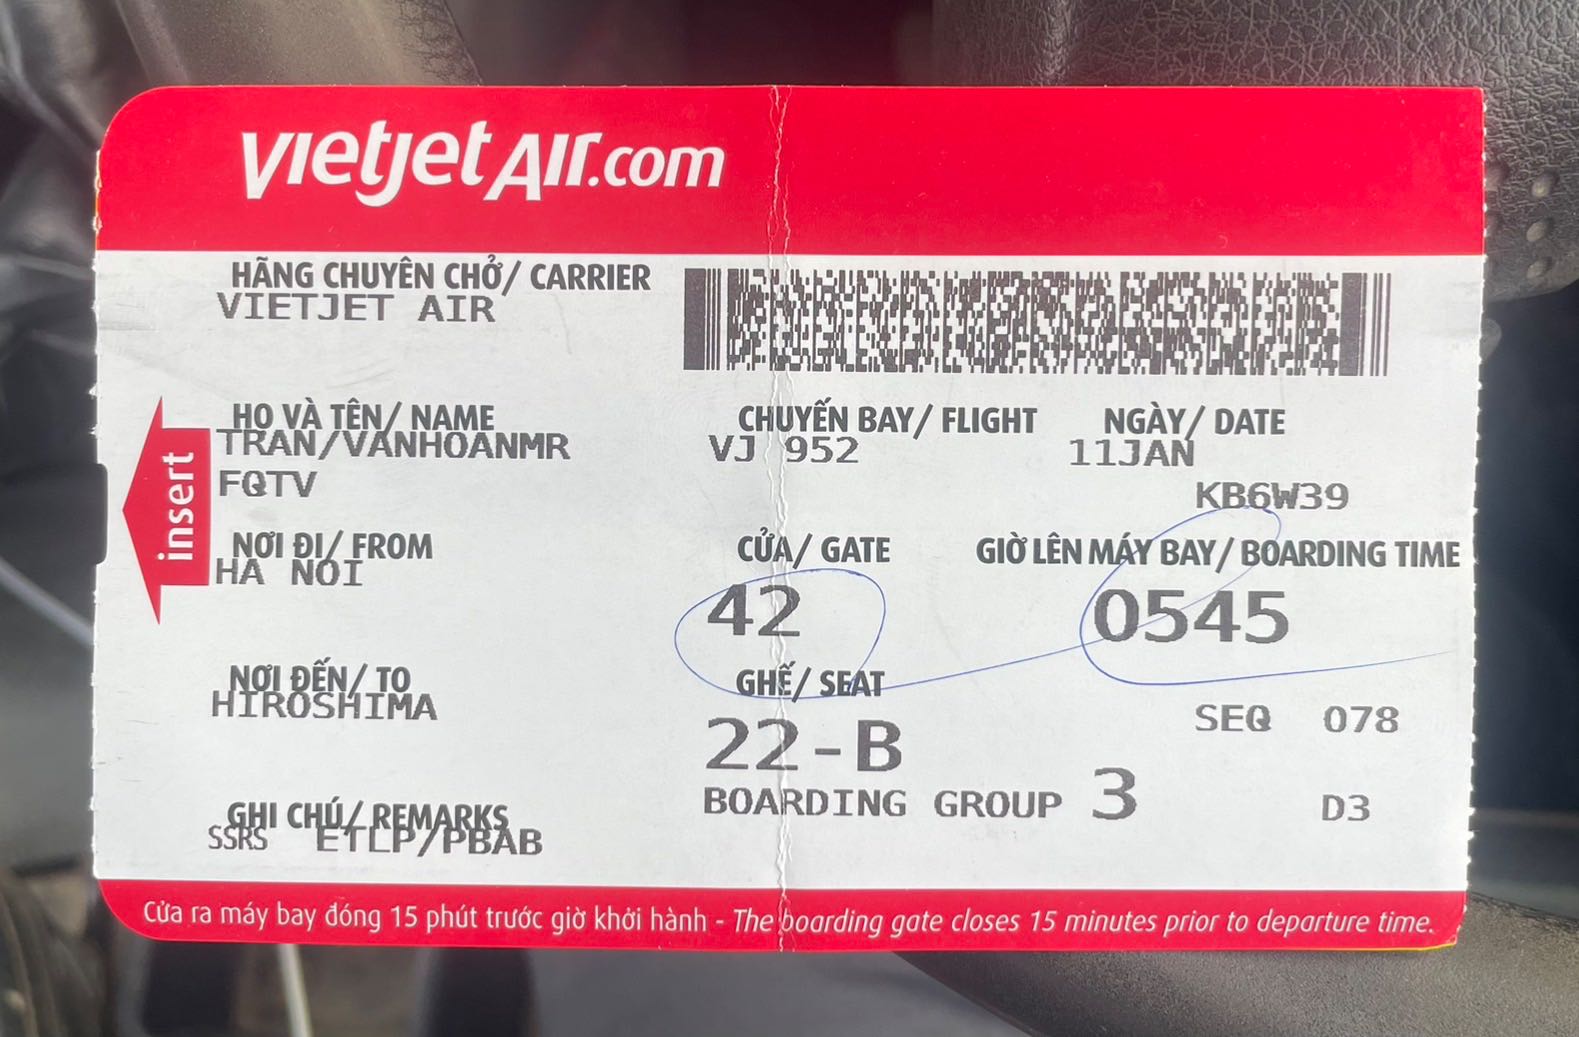 vietjetAir.com
HÃNG CHUYÊN CHỞ/ CARRIER
VIETJET AIR
HỌ VÀ TÊN/ NAME
TRAN/VANHOANMR
FQTV
CHUYẾN BAY/ FLIGHT
VJ 952
NGÀY/ DATE
11JAN
KB6W39
insert
NƠI ĐI/ FROM
HA NOI
CỬA/ GATE
42
GIỜ LÊN MÁY BAY/ BOARDING TIME
0545
NƠI ĐẾN/ TO
HIROSHIMA
GHẾ/ SEAT
22-B
SEQ 078
BOARDING GROUP 3
D3
GHI CHÚ/ REMARKS
SSRS ETLP/PBAB
Cửa ra máy bay đóng 15 phút trước giờ khởi hành - The boarding gate closes 15 minutes prior to departure time.